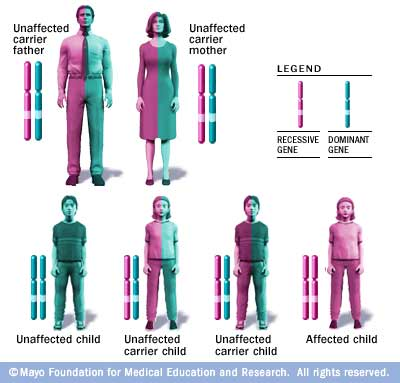 Unaffected
carrier
father
Unaffected
carrier
mother
LEGEND
RECESSIVE
GENE
DOMINANT
GENE
Unaffected child
Unaffected
carrier child
Unaffected
carrier child
Affected child
© Mayo Foundation for Medical Education and Research. All rights reserved.